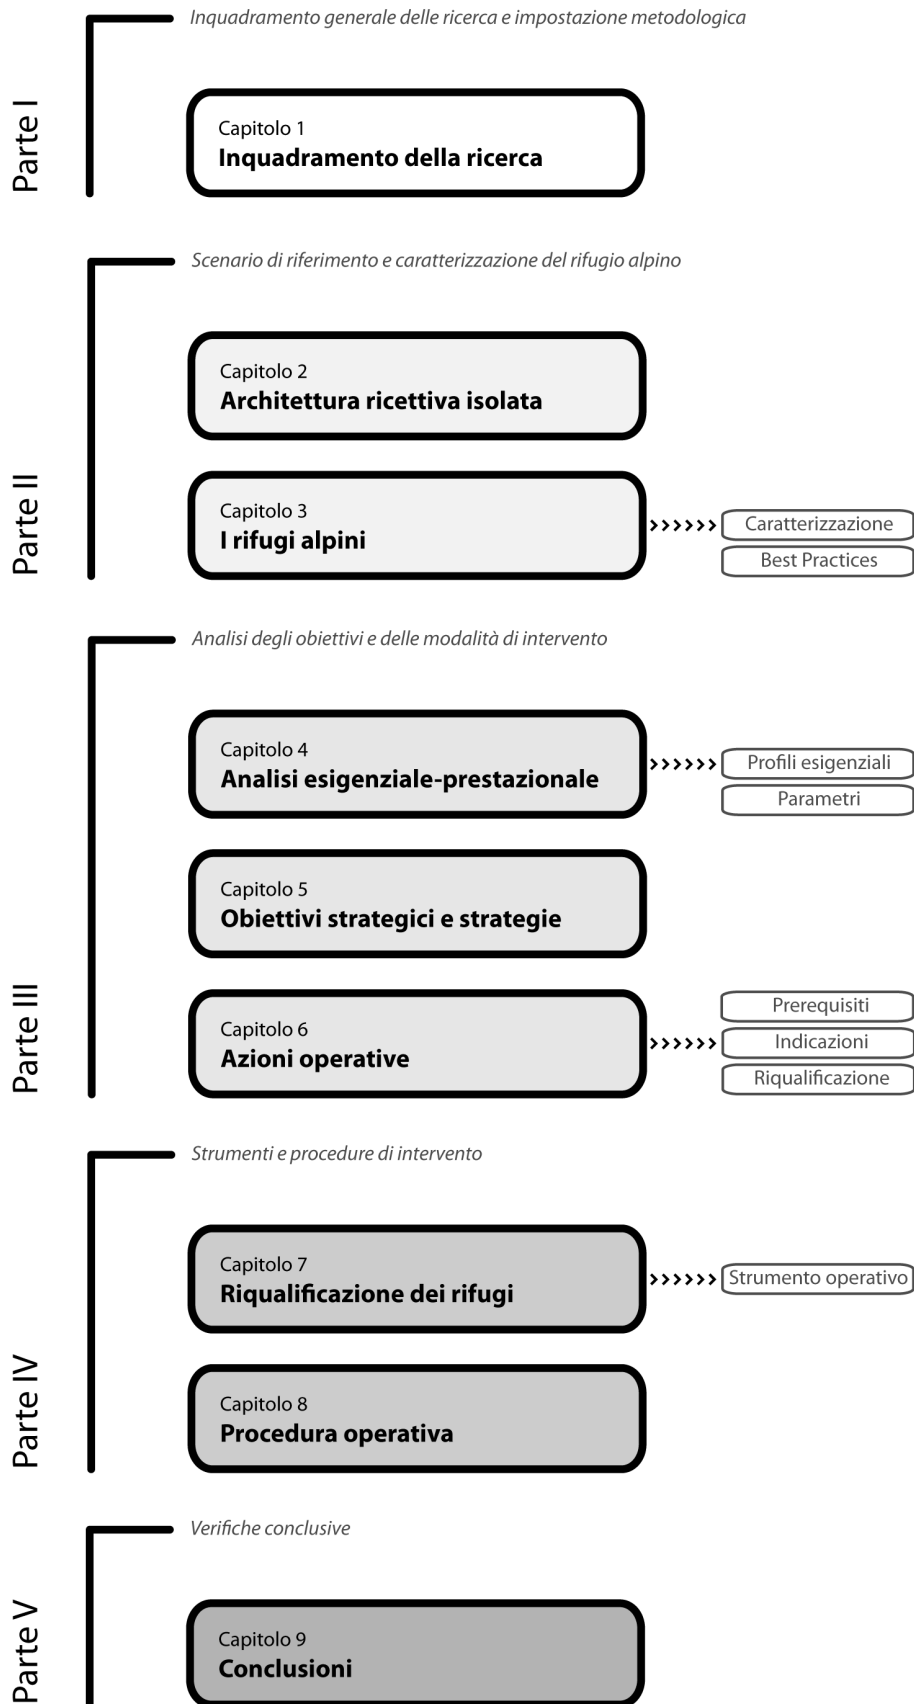 Parte I
Inquadramento generale delle ricerca e impostazione metodologica
Capitolo 1
Inquadramento della ricerca
Parte II
Scenario di riferimento e caratterizzazione del rifugio alpino
Capitolo 2
Architettura ricettiva isolata
Capitolo 3
I rifugi alpini
Caratterizzazione
Best Practices
Parte III
Analisi degli obiettivi e delle modalità di intervento
Capitolo 4
Analisi esigenziale-prestazionale
Profili esigenziali
Parametri
Capitolo 5
Obiettivi strategici e strategie
Capitolo 6
Azioni operative
Prerequisiti
Indicazioni
Riqualificazione
Parte IV
Strumenti e procedure di intervento
Capitolo 7
Riqualificazione dei rifugi
Strumento operativo
Capitolo 8
Procedura operativa
Parte V
Verifiche conclusive
Capitolo 9
Conclusioni